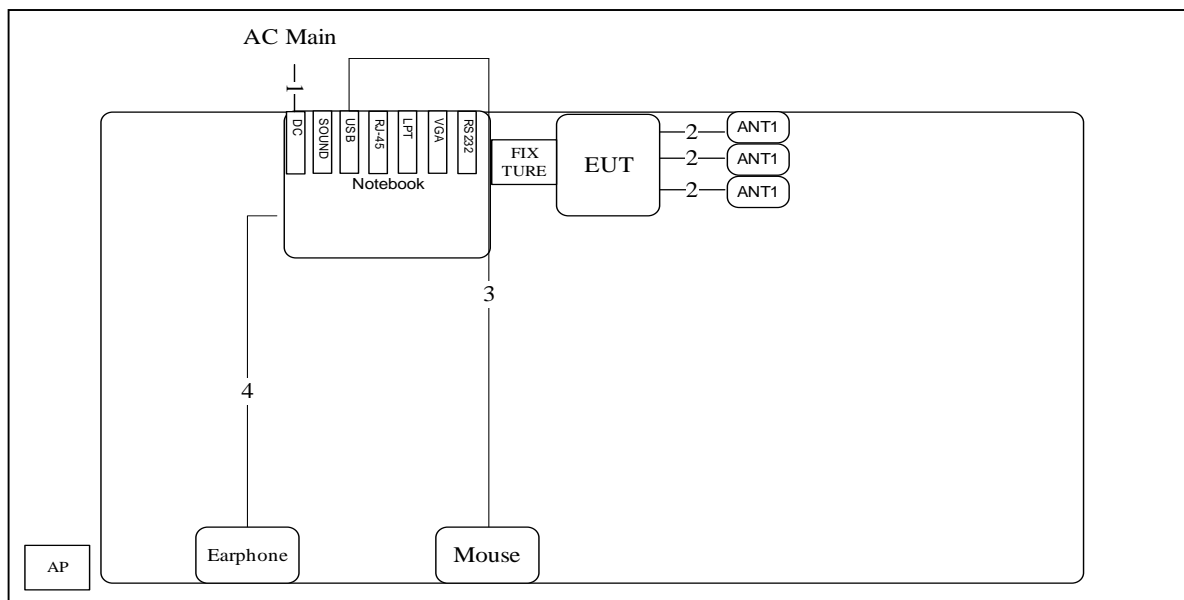 AC Main
1
DC
SOUND
USB
RJ-45
LPT
VGA
RS232
Notebook
FIX
TURE
EUT
2
ANT1
2
ANT1
2
ANT1
3
4
Earphone
Mouse
AP